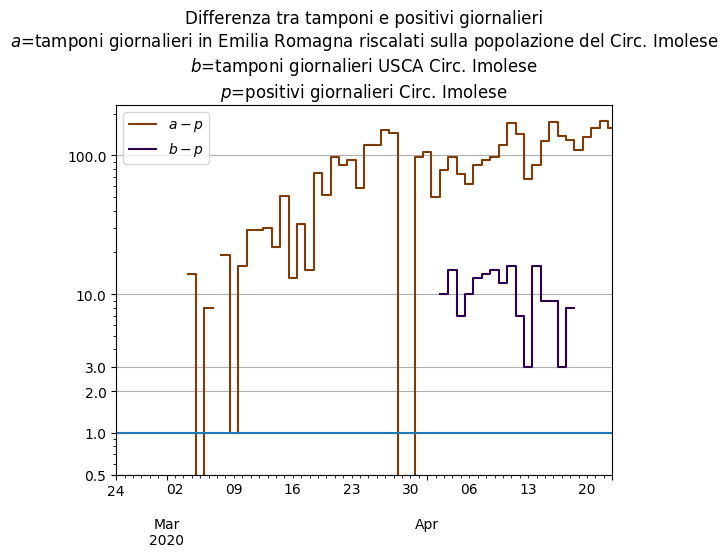 Differenza tra tamponi e positivi giornalieri
a=tamponi giornalieri in Emilia Romagna riscalati sulla popolazione del Circ. Imolese
b=tamponi giornalieri USCA Circ. Imolese
p=positivi giornalieri Circ. Imolese
a − p
b − p
100.0
10.0
3.0
2.0
1.0
0.5
24 02 09 16 23 30 06 13 20
Mar Apr
2020